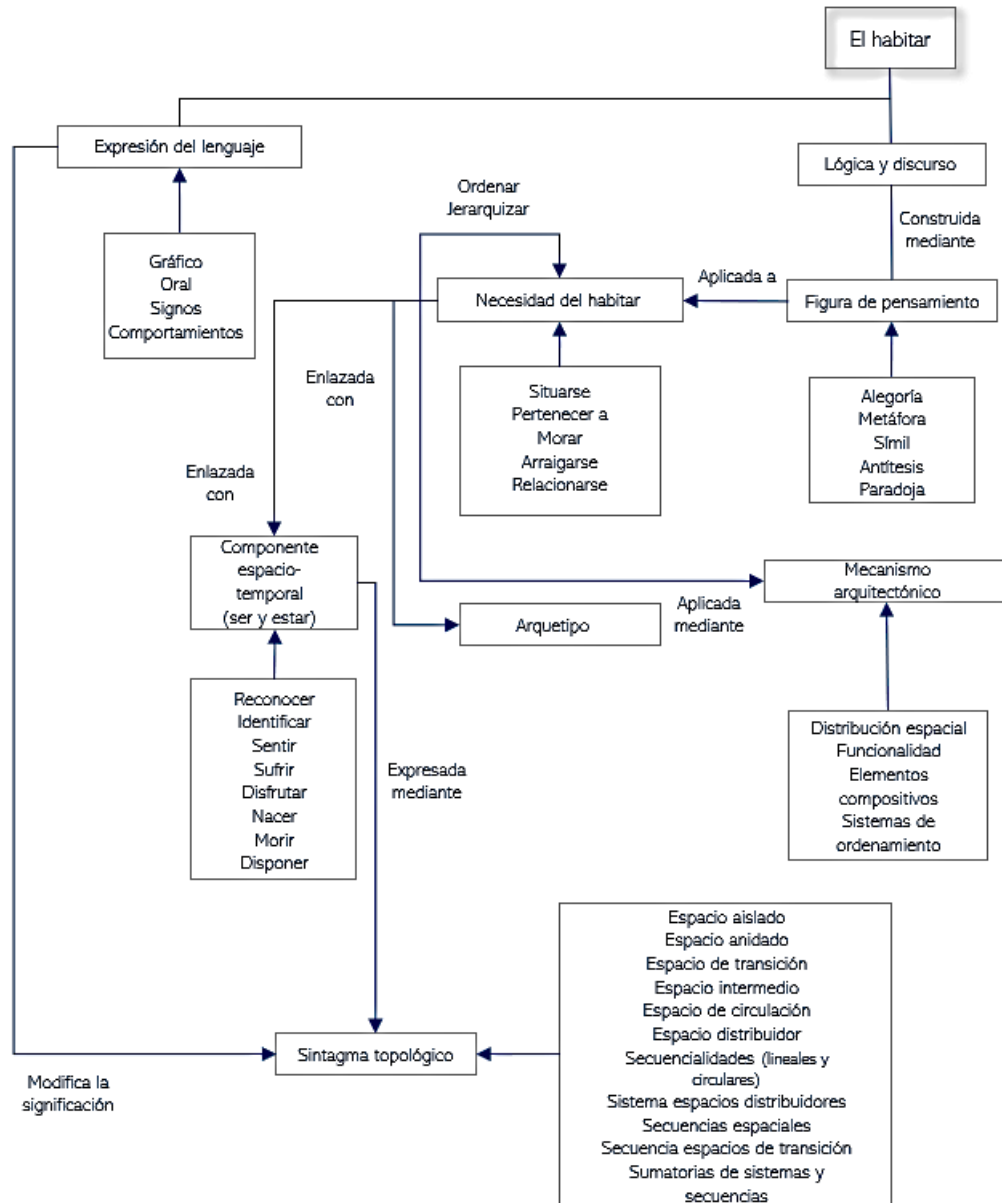 El habitar
Expresión del lenguaje
Lógica y discurso
Ordenar
Jerarquizar
Construida
mediante
Gráfico
Oral
Signos
Comportamientos
Necesidad del habitar
Aplicada a
Figura de pensamiento
Enlazada
con
Situarse
Pertenecer a
Morar
Arraigarse
Relacionarse
Alegoría
Metáfora
Símil
Antítesis
Paradoja
Enlazada
con
Componente
espacio-
temporal
(ser y estar)
Arquetipo
Aplicada
mediante
Mecanismo
arquitectónico
Reconocer
Identificar
Sentir
Sufrir
Disfrutar
Nacer
Morir
Disponer
Expresada
mediante
Distribución espacial
Funcionalidad
Elementos
compositivos
Sistemas de
ordenamiento
Espacio aislado
Espacio anidado
Espacio de transición
Espacio intermedio
Espacio de circulación
Espacio distribuidor
Secuencialidades (lineales y
circulares)
Sistema espacios distribuidores
Secuencias espaciales
Secuencia espacios de transición
Sumatorias de sistemas y
secuencias
Sintagma topológico
Modifica la
significación